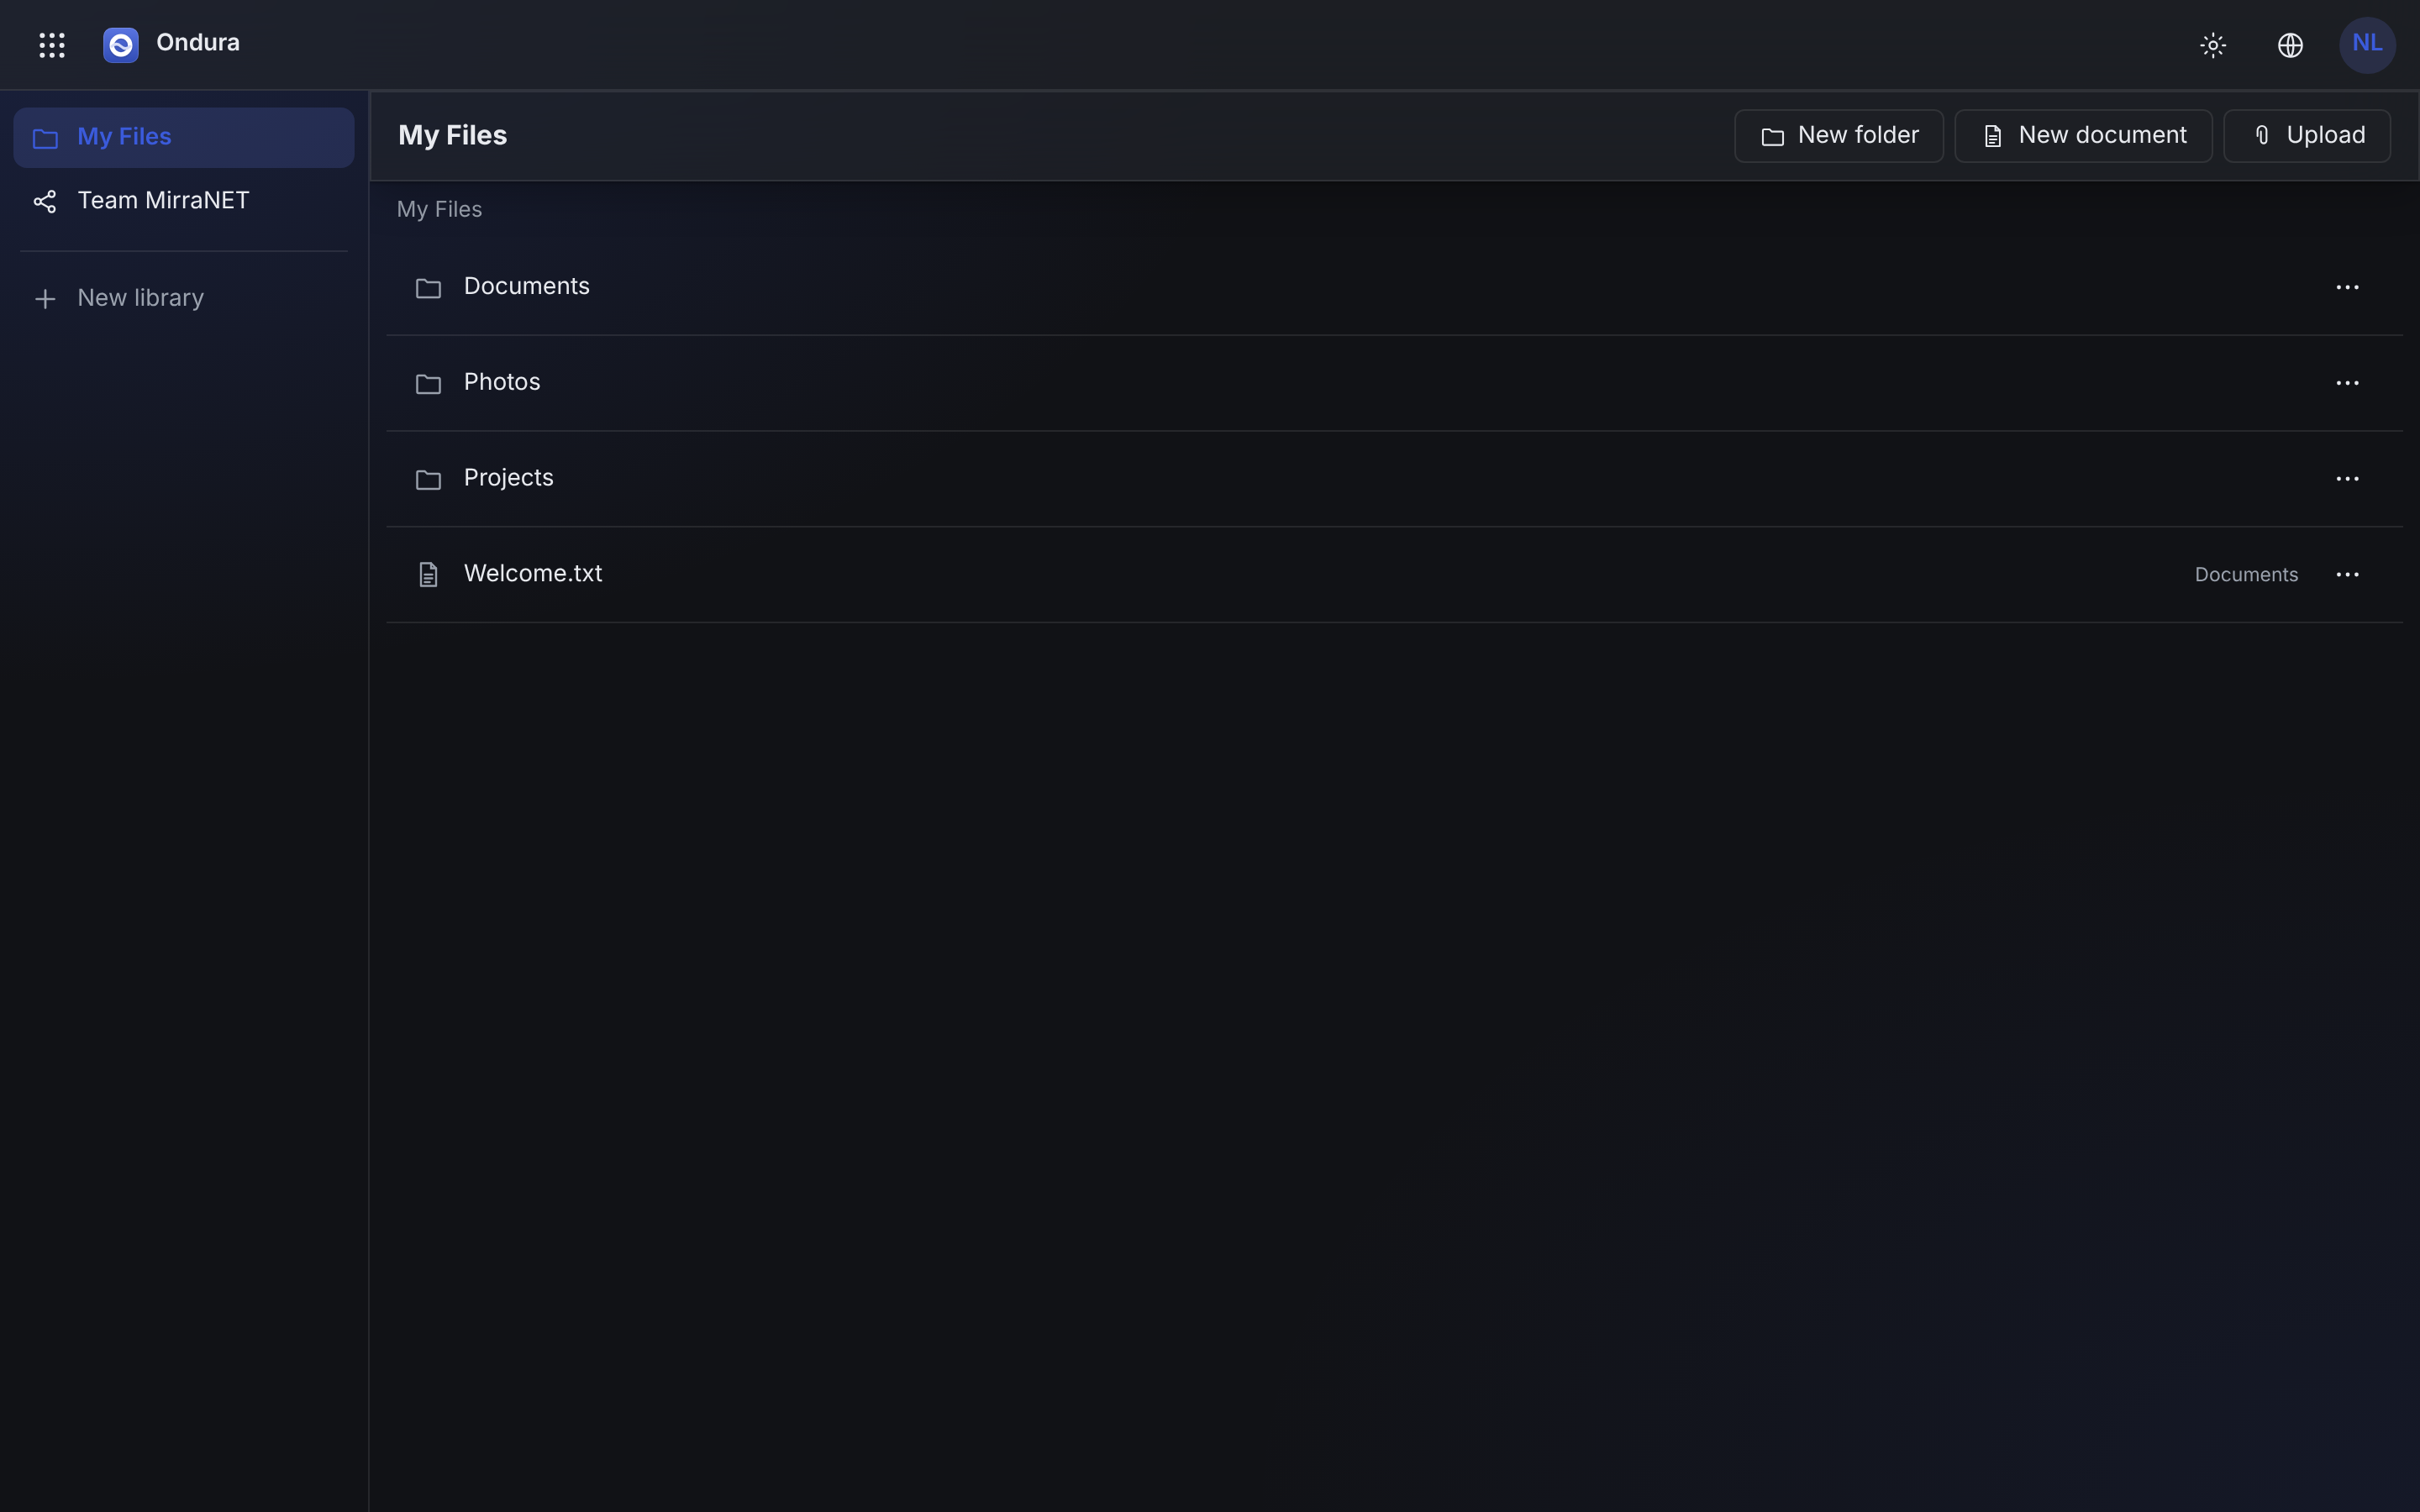 Ondura
NL
My Files
Team MirraNET
New library
My Files
New folder
New document
Upload
My Files
Documents
Photos
Projects
Welcome.txt
Documents